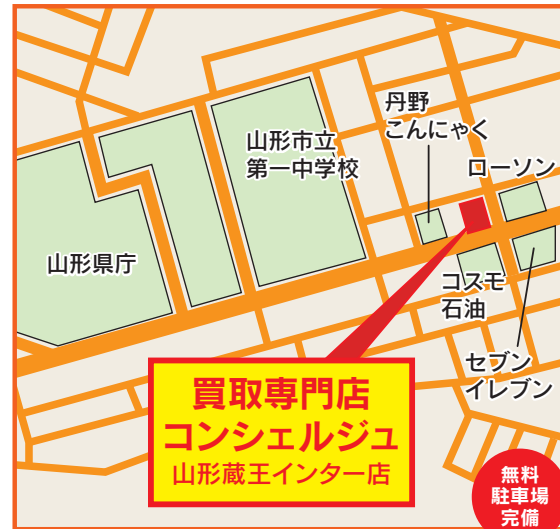 丹野
こんにゃく
山形市立
第一中学校
ローソン
山形県庁
コスモ
石油
セブン
イレブン
買取専門店
コンシェルジュ
山形蔵王インター店
無料
駐車場
完備